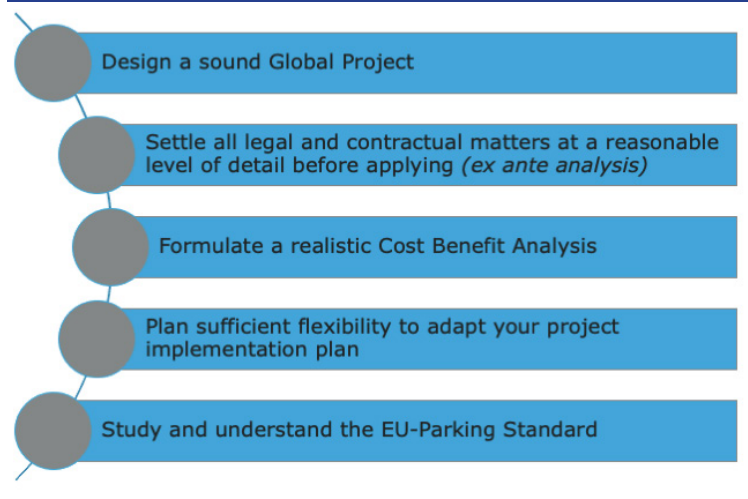 Design a sound Global Project
Settle all legal and contractual matters at a reasonable
level of detail before applying (ex ante analysis)
Formulate a realistic Cost Benefit Analysis
Plan sufficient flexibility to adapt your project
implementation plan
Study and understand the EU-Parking Standard